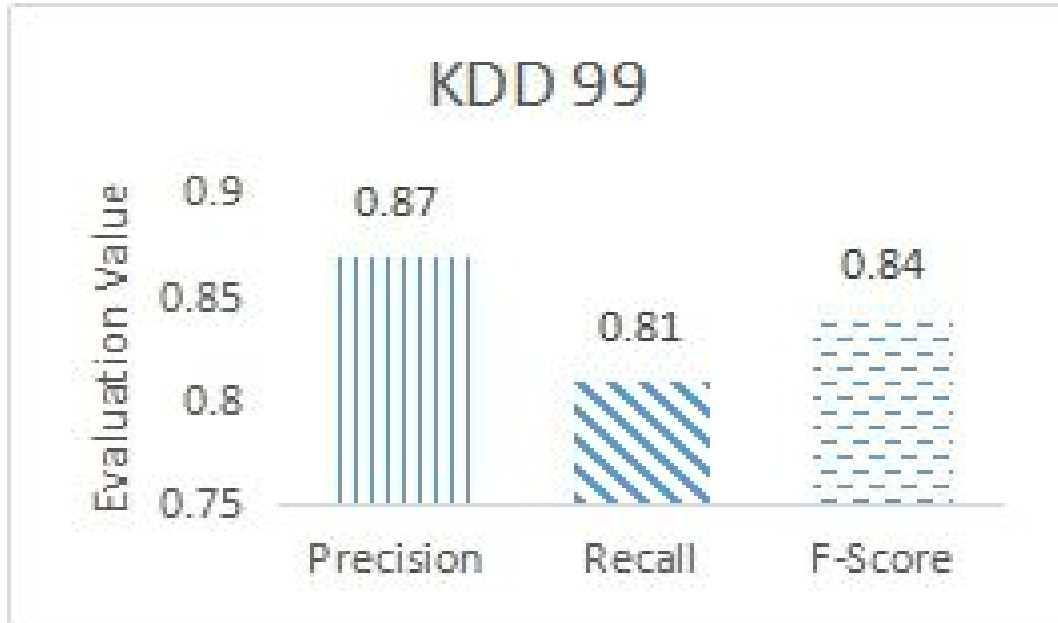 KDD 99
Evaluation Value
0.9
0.85
0.8
0.75
0.87
0.81
0.84
Precision
Recall
F-Score